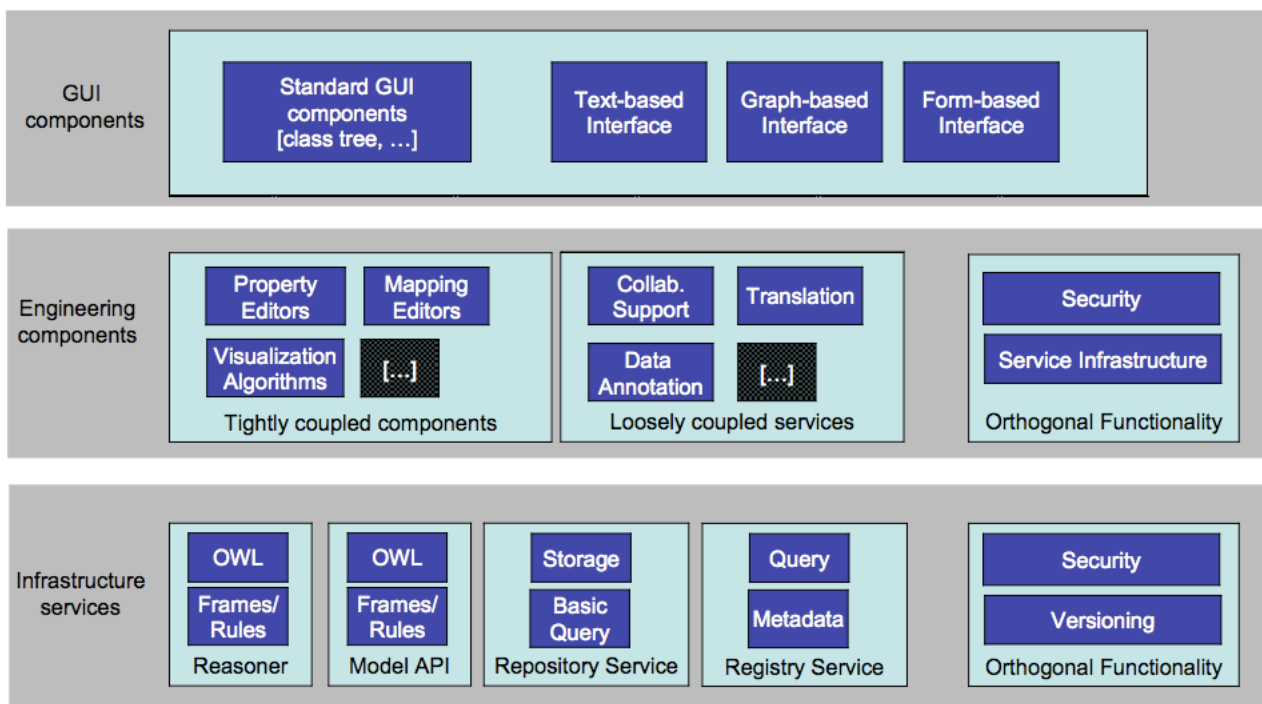 GUI
components
Standard GUI
components
[class tree, …]
Text-based
Interface
Graph-based
Interface
Form-based
Interface
Engineering
components
Property
Editors
Mapping
Editors
Visualization
Algorithms
[...]
Tightly coupled components
Collab.
Support
Translation
Data
Annotation
[...]
Loosely coupled services
Security
Service Infrastructure
Orthogonal Functionality
Infrastructure
services
OWL
Frames/
Rules
Reasoner
OWL
Frames/
Rules
Model API
Storage
Basic
Query
Repository Service
Query
Metadata
Registry Service
Security
Versioning
Orthogonal Functionality